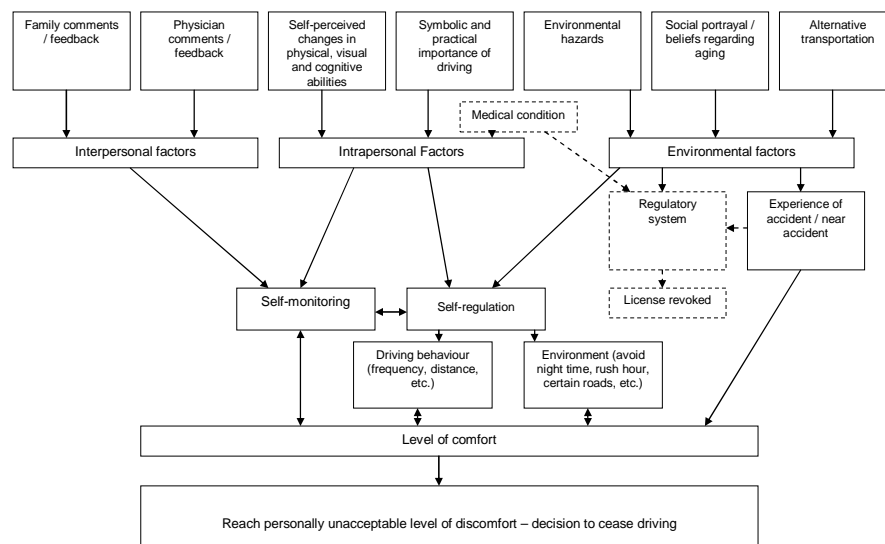 Family comments
/ feedback
Physician
comments /
feedback
Self-perceived
changes in
physical, visual
and cognitive
abilities
Symbolic and
practical
importance of
driving
Environmental
hazards
Social portrayal /
beliefs regarding
aging
Alternative
transportation
Medical condition
Interpersonal factors
Intrapersonal Factors
Environmental factors
Regulatory
system
Experience of
accident / near
accident
License revoked
Self-monitoring
Self-regulation
Driving behaviour
(frequency, distance,
etc.)
Environment (avoid
night time, rush hour,
certain roads, etc.)
Level of comfort
Reach personally unacceptable level of discomfort – decision to cease driving